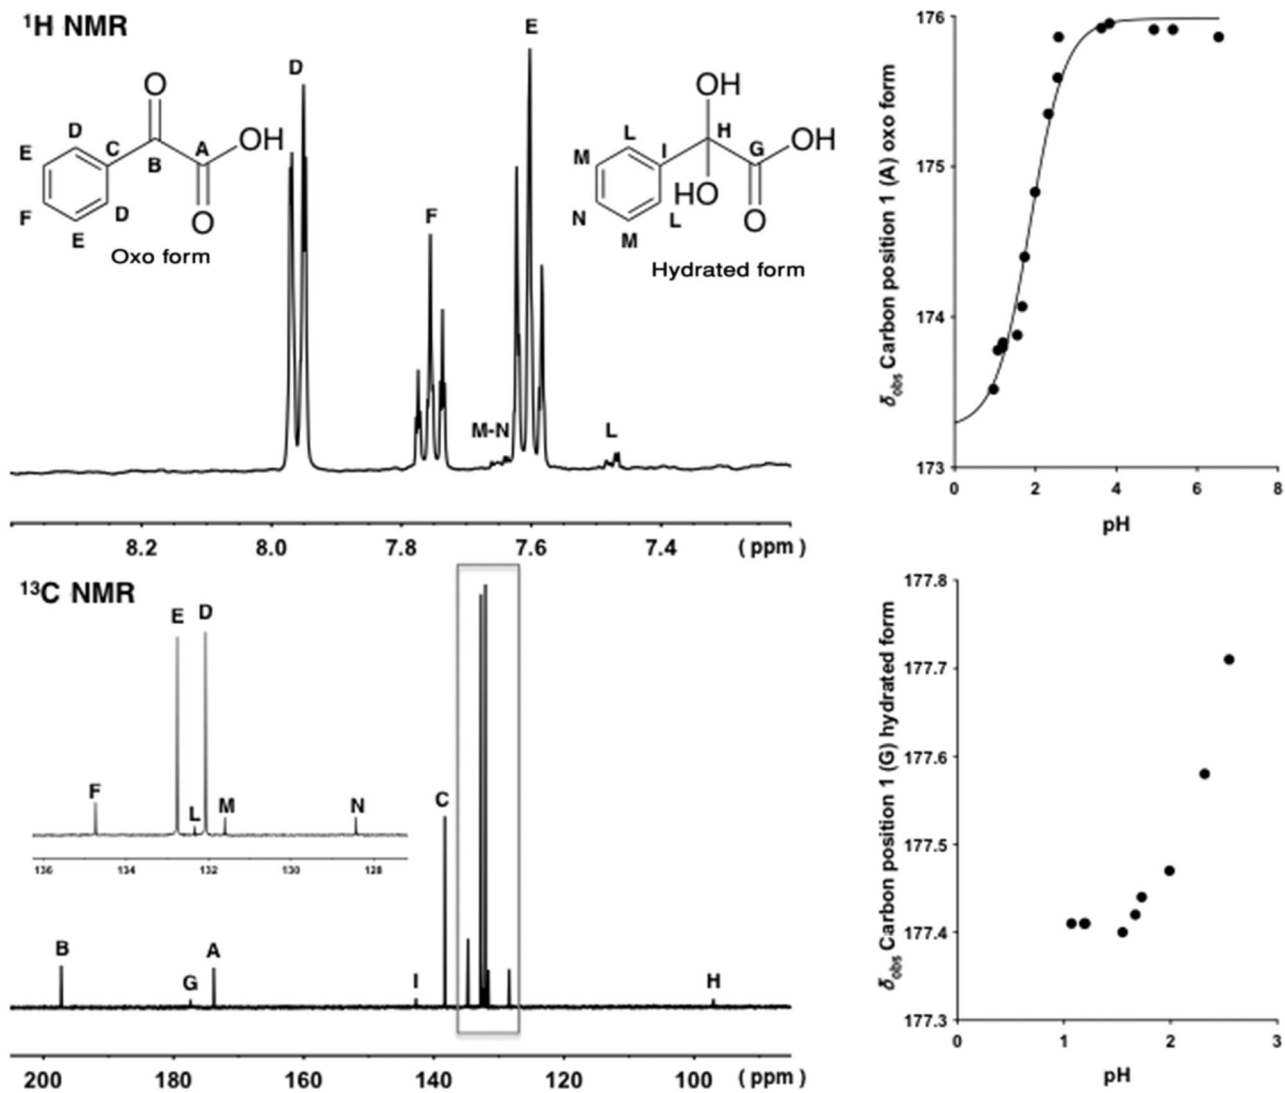 ¹H NMR
D
E
O
OH
D
C
B
A
OH
E
F
D
E
O
Oxo form
F
OH
H
L
I
G
OH
M
HO
N
L
M
O
Hydrated form
M-N
L
8.2 8.0 7.8 7.6 7.4 (ppm)
¹³C NMR
E D
F
L
M
N
136 134 132 130 128
B
G
A
I
C
H
200 180 160 140 120 100 (ppm)
δobs Carbon position 1 (A) oxo form
176
175
174
173
0 2 4 6 8
pH
δobs Carbon position 1 (G) hydrated form
177.8
177.7
177.6
177.5
177.4
177.3
0 1 2 3
pH